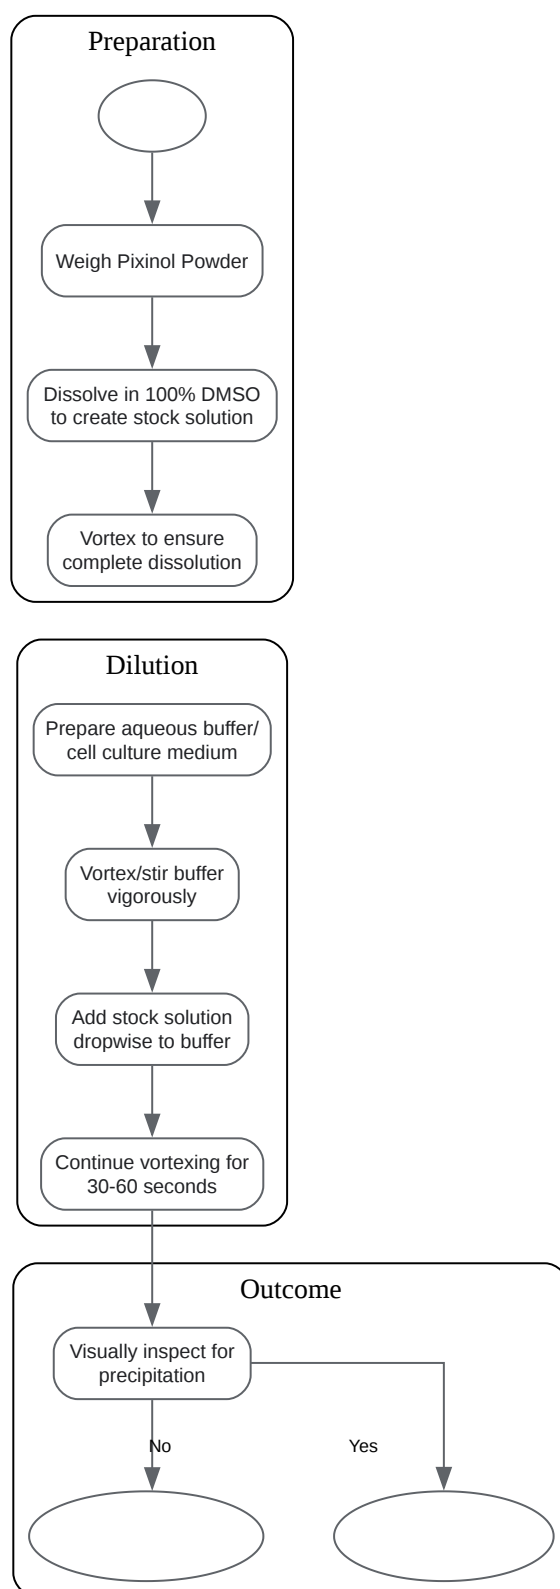 Preparation
Weigh Pixinol Powder
Dissolve in 100% DMSO
to create stock solution
Vortex to ensure
complete dissolution
Dilution
Prepare aqueous buffer/
cell culture medium
Vortex/stir buffer
vigorously
Add stock solution
dropwise to buffer
Continue vortexing for
30-60 seconds
Outcome
Visually inspect for
precipitation
No
Yes